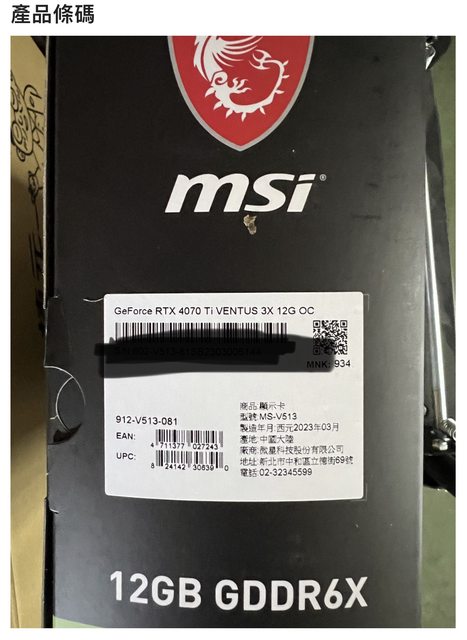 產品條碼
msi
GeForce RTX 4070 Ti VENTUS 3X 12G OC
MNK: 934
912-V513-081
EAN:
4 711377 027243
UPC:
8 24142 30639 0
商品:顯示卡
型號:MS-V513
製造年月:西元2023年03月
產地:中國大陸
廠商:微星科技股份有限公司
地址:新北市中和區立德街69號
電話:02-32345599
12GB GDDR6X